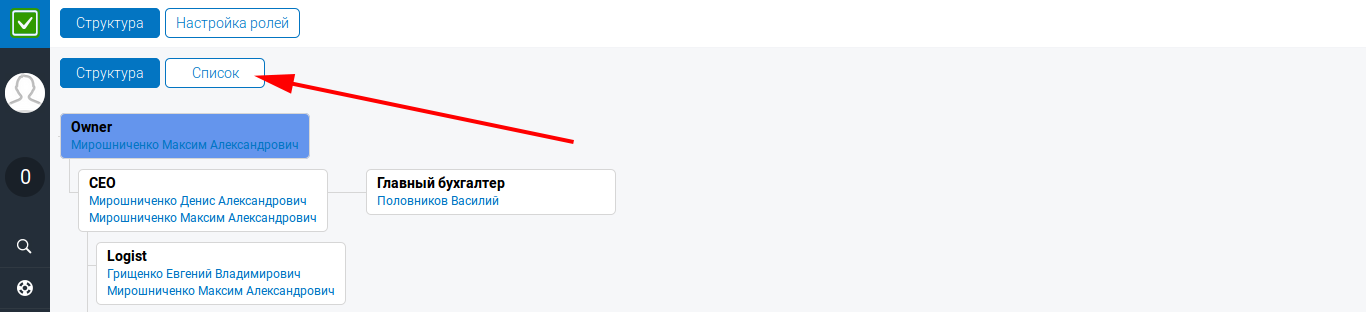 Структура
Настройка ролей
Структура
Список
Owner
Мирошниченко Максим Александрович
CEO
Мирошниченко Денис Александрович
Мирошниченко Максим Александрович
Главный бухгалтер
Половников Василий
0
Logist
Грищенко Евгений Владимирович
Мирошниченко Максим Александрович